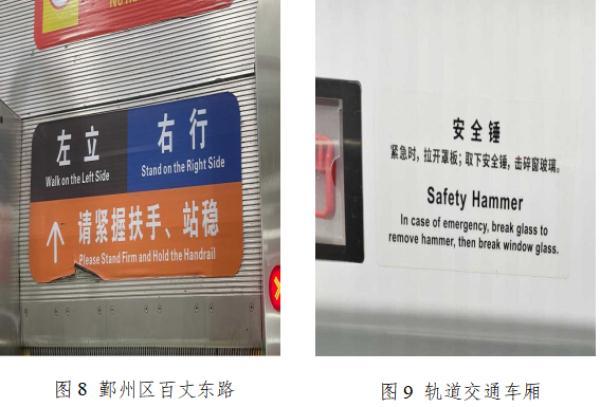 左立
Walk on the Left Side
右行
Stand on the Right Side
请紧握扶手、站稳
Please Stand Firm and Hold the Handrail
安全锤
紧急时，拉开罩板；取下安全锤，击碎窗玻璃。
Safety Hammer
In case of emergency, break glass to
remove hammer, then break window glass.
图8 鄞州区百丈东路
图9 轨道交通车厢